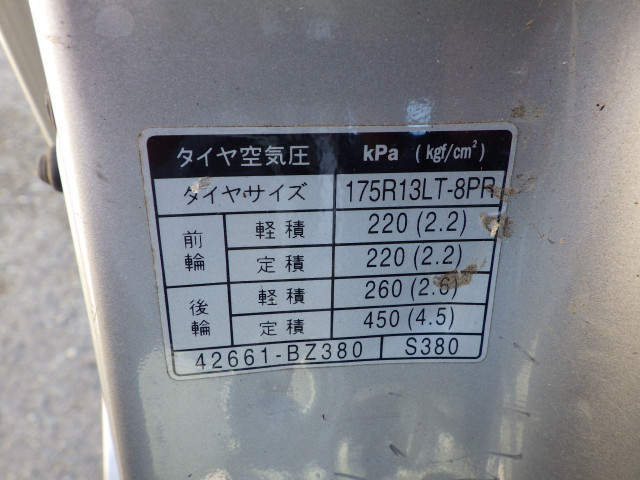 タイヤ空気圧 kPa (kgf/cm²)
タイヤサイズ 175R13LT-8PR
前輪 軽積 220 (2.2)
定積 220 (2.2)
後輪 軽積 260 (2.6)
定積 450 (4.5)
42661-BZ380 S380